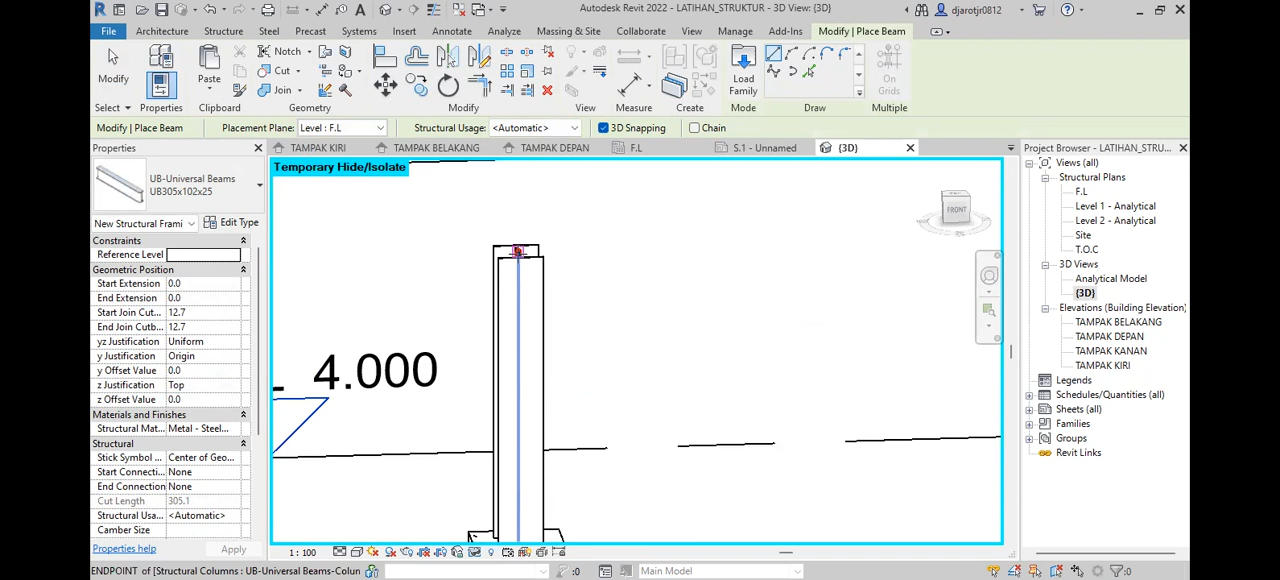 Autodesk Revit 2022 - LATIHAN_STRUKTUR - 3D View: {3D}
djarotjr0812
File
Architecture
Structure
Steel
Precast
Systems
Insert
Annotate
Analyze
Massing & Site
Collaborate
View
Manage
Add-Ins
Modify | Place Beam
Modify
Select
Properties
Paste
Clipboard
Notch
Cut
Join
Geometry
Modify
View
Measure
Create
Load Family
Mode
Draw
On Grids
Multiple
Modify | Place Beam
Placement Plane: Level : F.L
Structural Usage: <Automatic>
3D Snapping
Chain
Properties
TAMPAK KIRI
TAMPAK BELAKANG
TAMPAK DEPAN
F.L
S.1 - Unnamed
{3D}
Project Browser - LATIHAN_STRU...
UB-Universal Beams
UB305x102x25
New Structural Frami
Edit Type
Constraints
Reference Level
Geometric Position
Start Extension 0.0
End Extension 0.0
Start Join Cut... 12.7
End Join Cutb... 12.7
yz Justification Uniform
y Justification Origin
y Offset Value 0.0
z Justification Top
z Offset Value 0.0
Materials and Finishes
Structural Mat... Metal - Steel...
Structural
Stick Symbol ... Center of Geo...
Start Connecti... None
End Connection None
Cut Length 305.1
Structural Usa... <Automatic>
Camber Size
Properties help
Apply
Temporary Hide/Isolate
FRONT
4.000
Views (all)
Structural Plans
F.L
Level 1 - Analytical
Level 2 - Analytical
Site
T.O.C
3D Views
Analytical Model
{3D}
Elevations (Building Elevation)
TAMPAK BELAKANG
TAMPAK DEPAN
TAMPAK KANAN
TAMPAK KIRI
Legends
Schedules/Quantities (all)
Sheets (all)
Families
Groups
Revit Links
1 : 100
ENDPOINT of [Structural Columns : UB-Universal Beams-Colun
:0
Main Model
:0